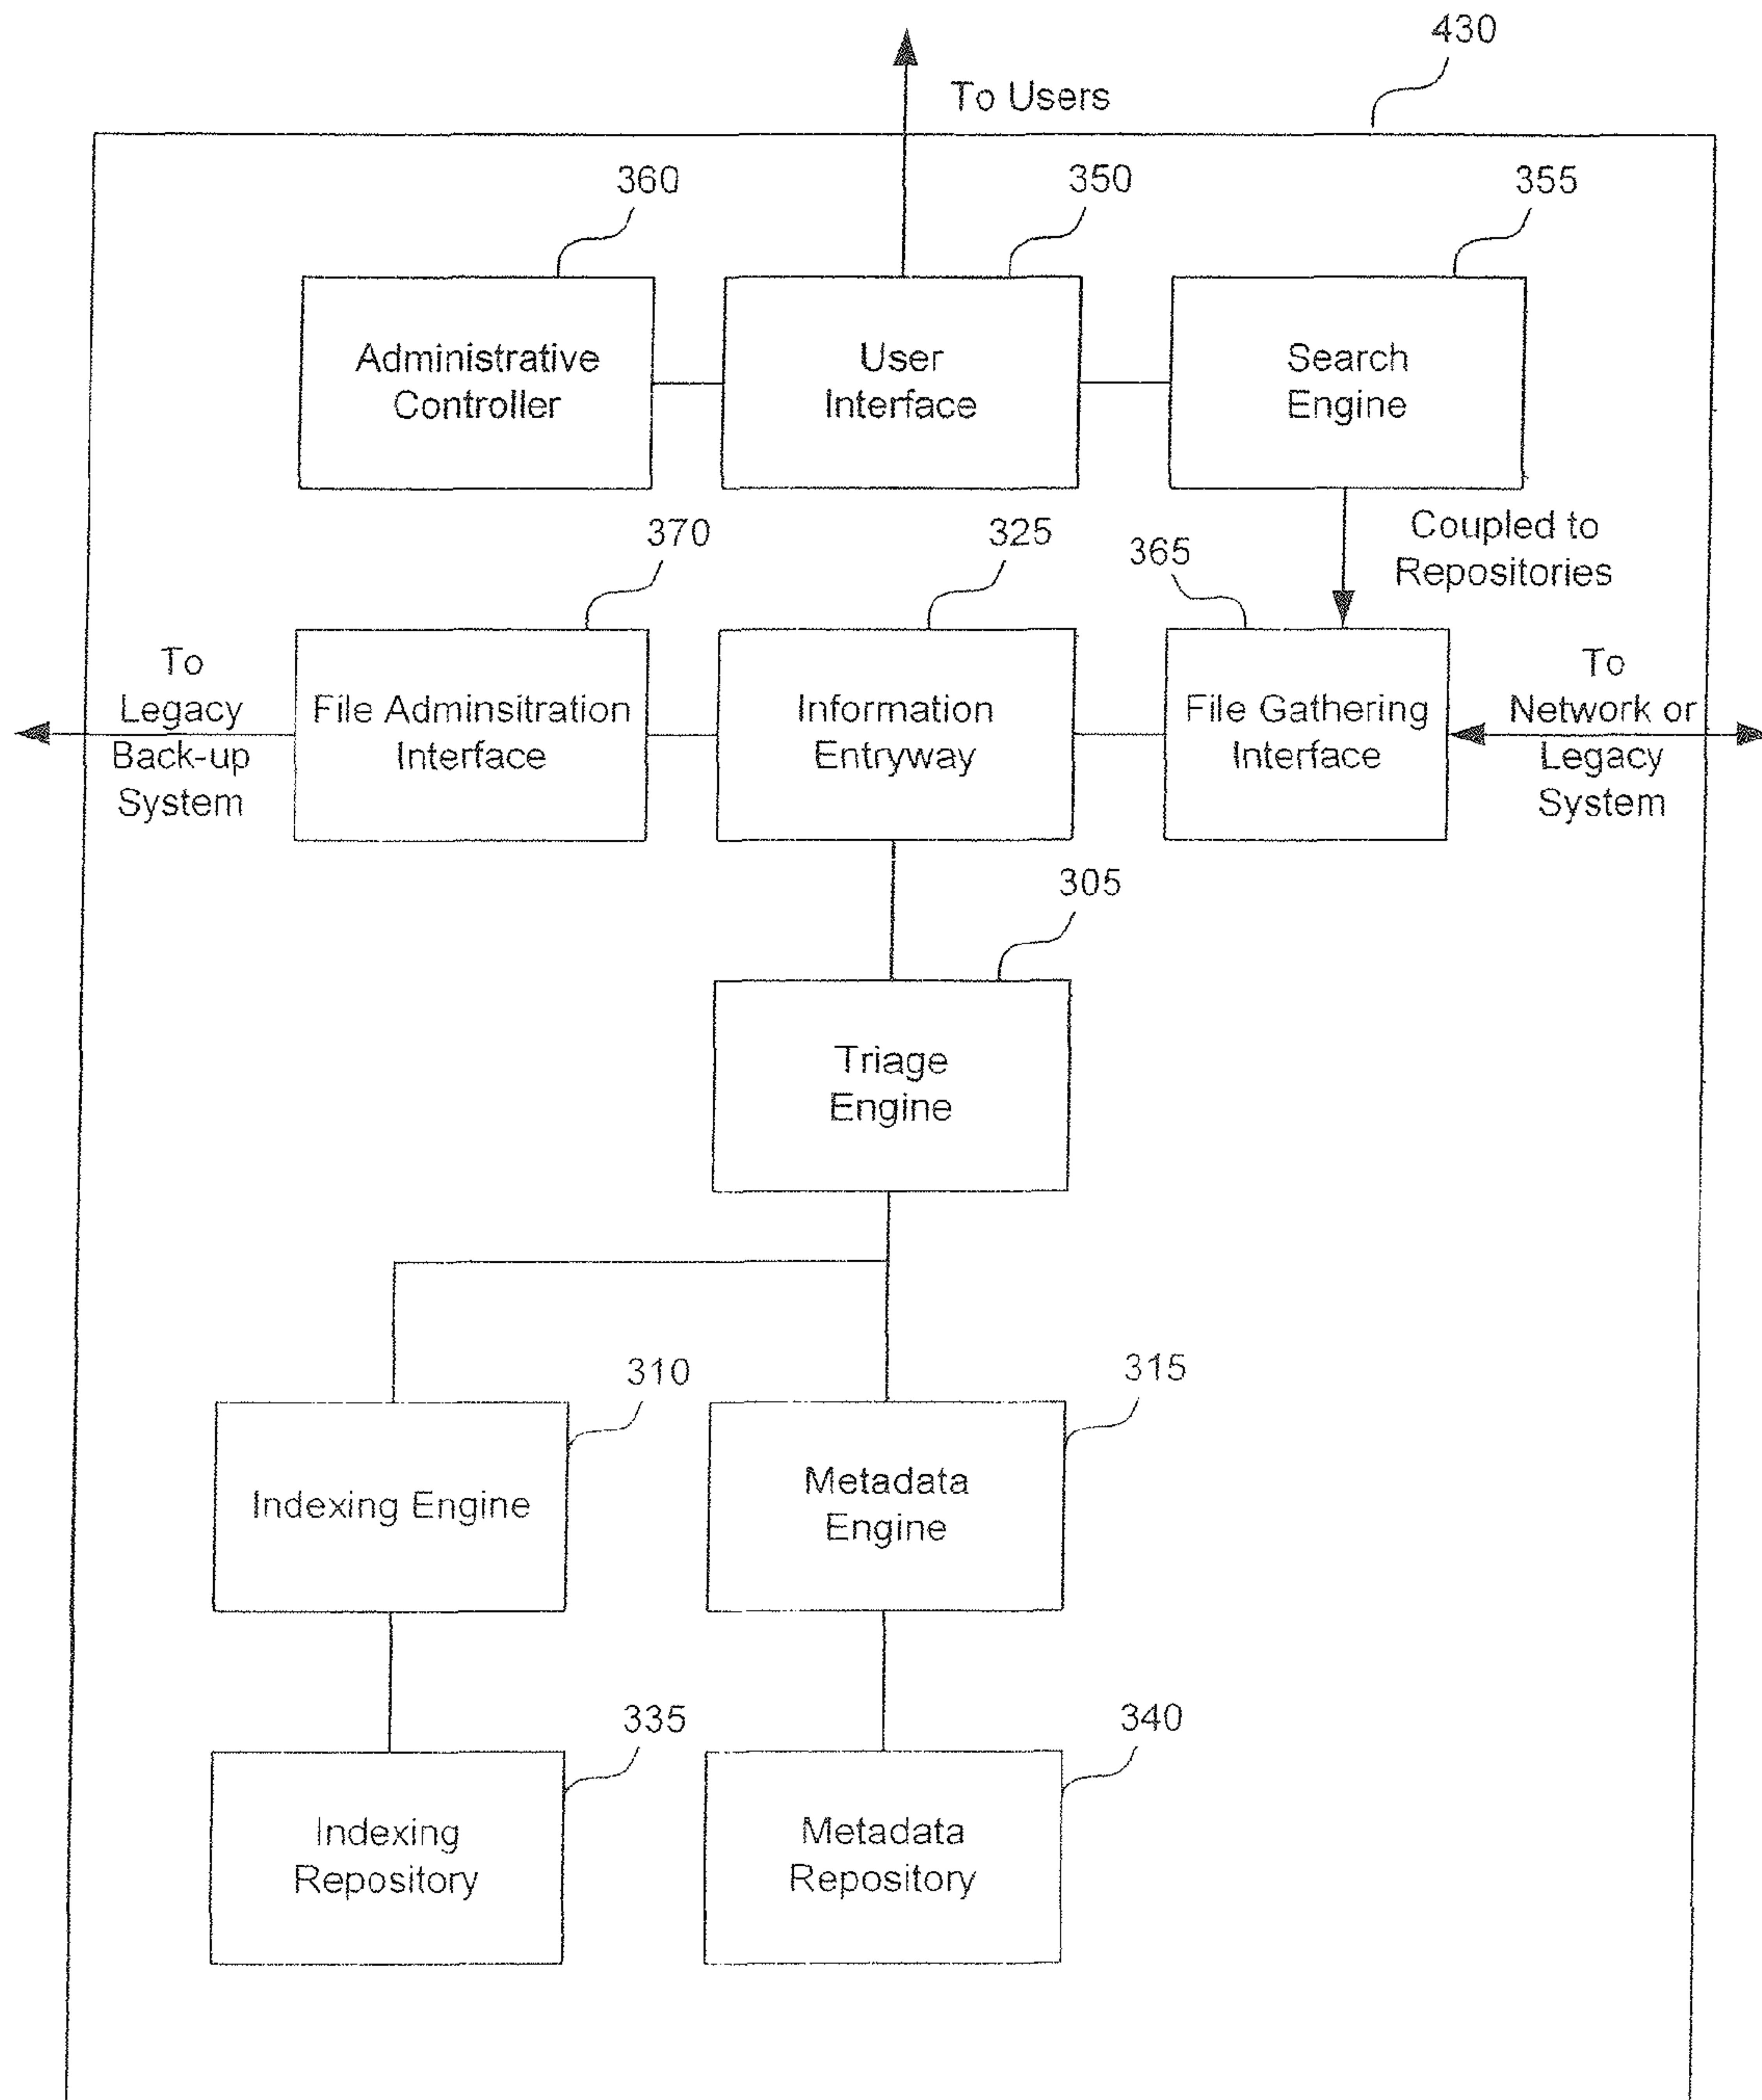 430
To Users
360
350
355
Administrative
Controller
User
Interface
Search
Engine
370
325
365
Coupled to
Repositories
To
Legacy
Back-up
System
File Adminsitration
Interface
Information
Entryway
File Gathering
Interface
To
Network or
Legacy
System
305
Triage
Engine
310
315
Indexing Engine
Metadata
Engine
335
340
Indexing
Repository
Metadata
Repository